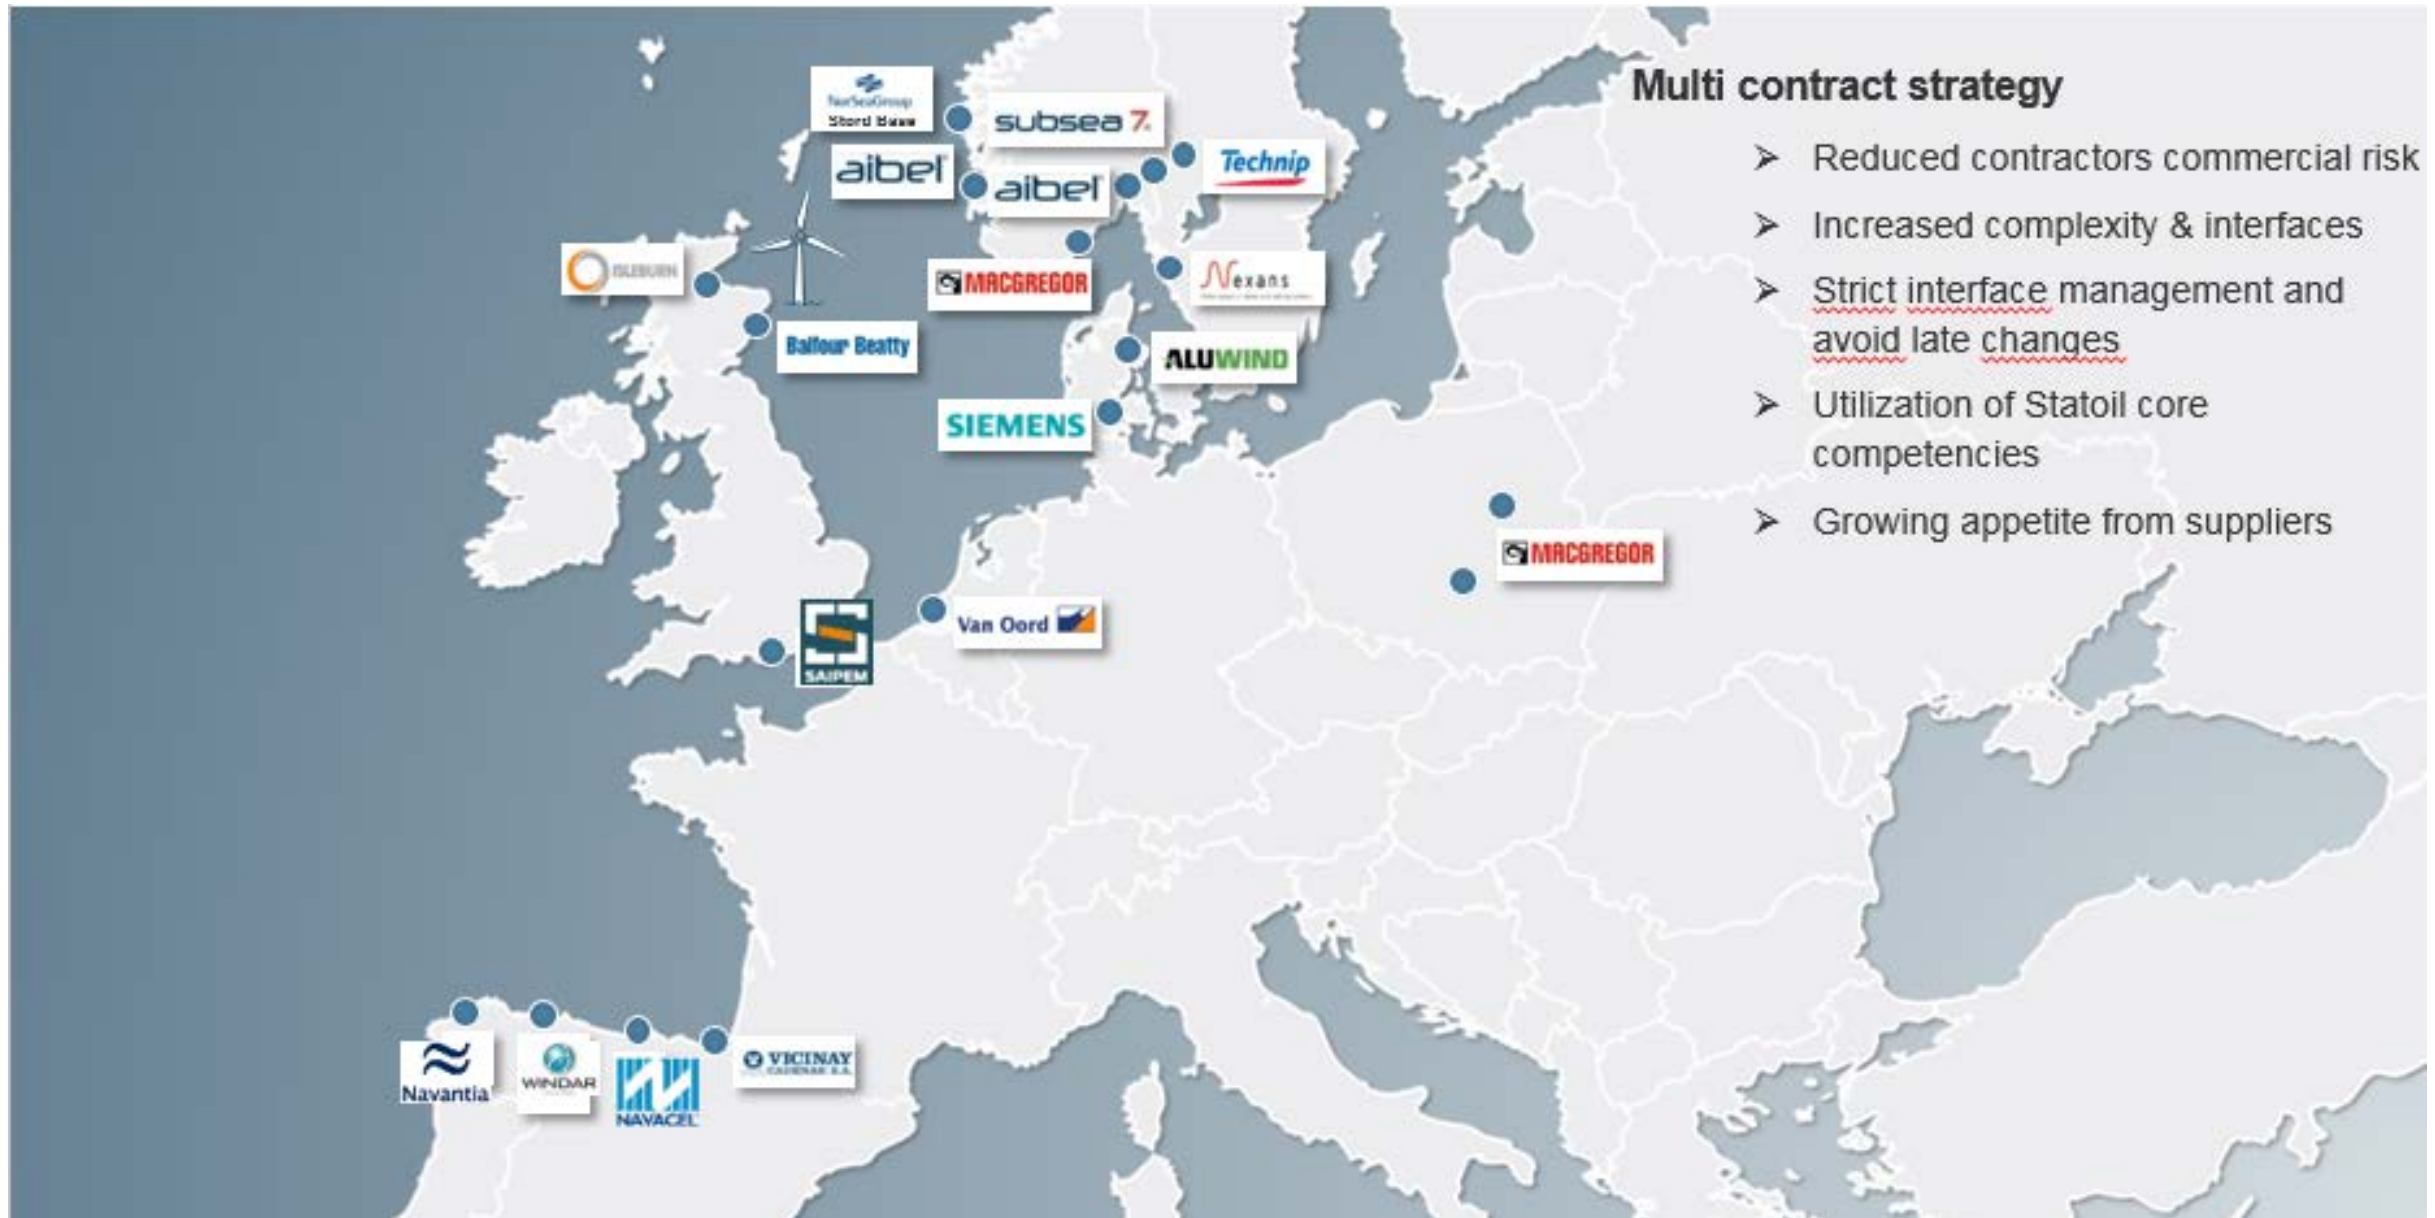 Multi contract strategy
➢ Reduced contractors commercial risk
➢ Increased complexity & interfaces
➢ Strict interface management and
avoid late changes
➢ Utilization of Statoil core
competencies
➢ Growing appetite from suppliers
NorSeaGroup
Stord Base
subsea 7
aibel
aibel
Technip
ISLEBURN
MACGREGOR
Nexans
Balfour Beatty
ALUWIND
SIEMENS
MACGREGOR
Van Oord
SAIPEM
Navantia
WINDAR
NAVACEL
VICINAY
CADENAS S.A.